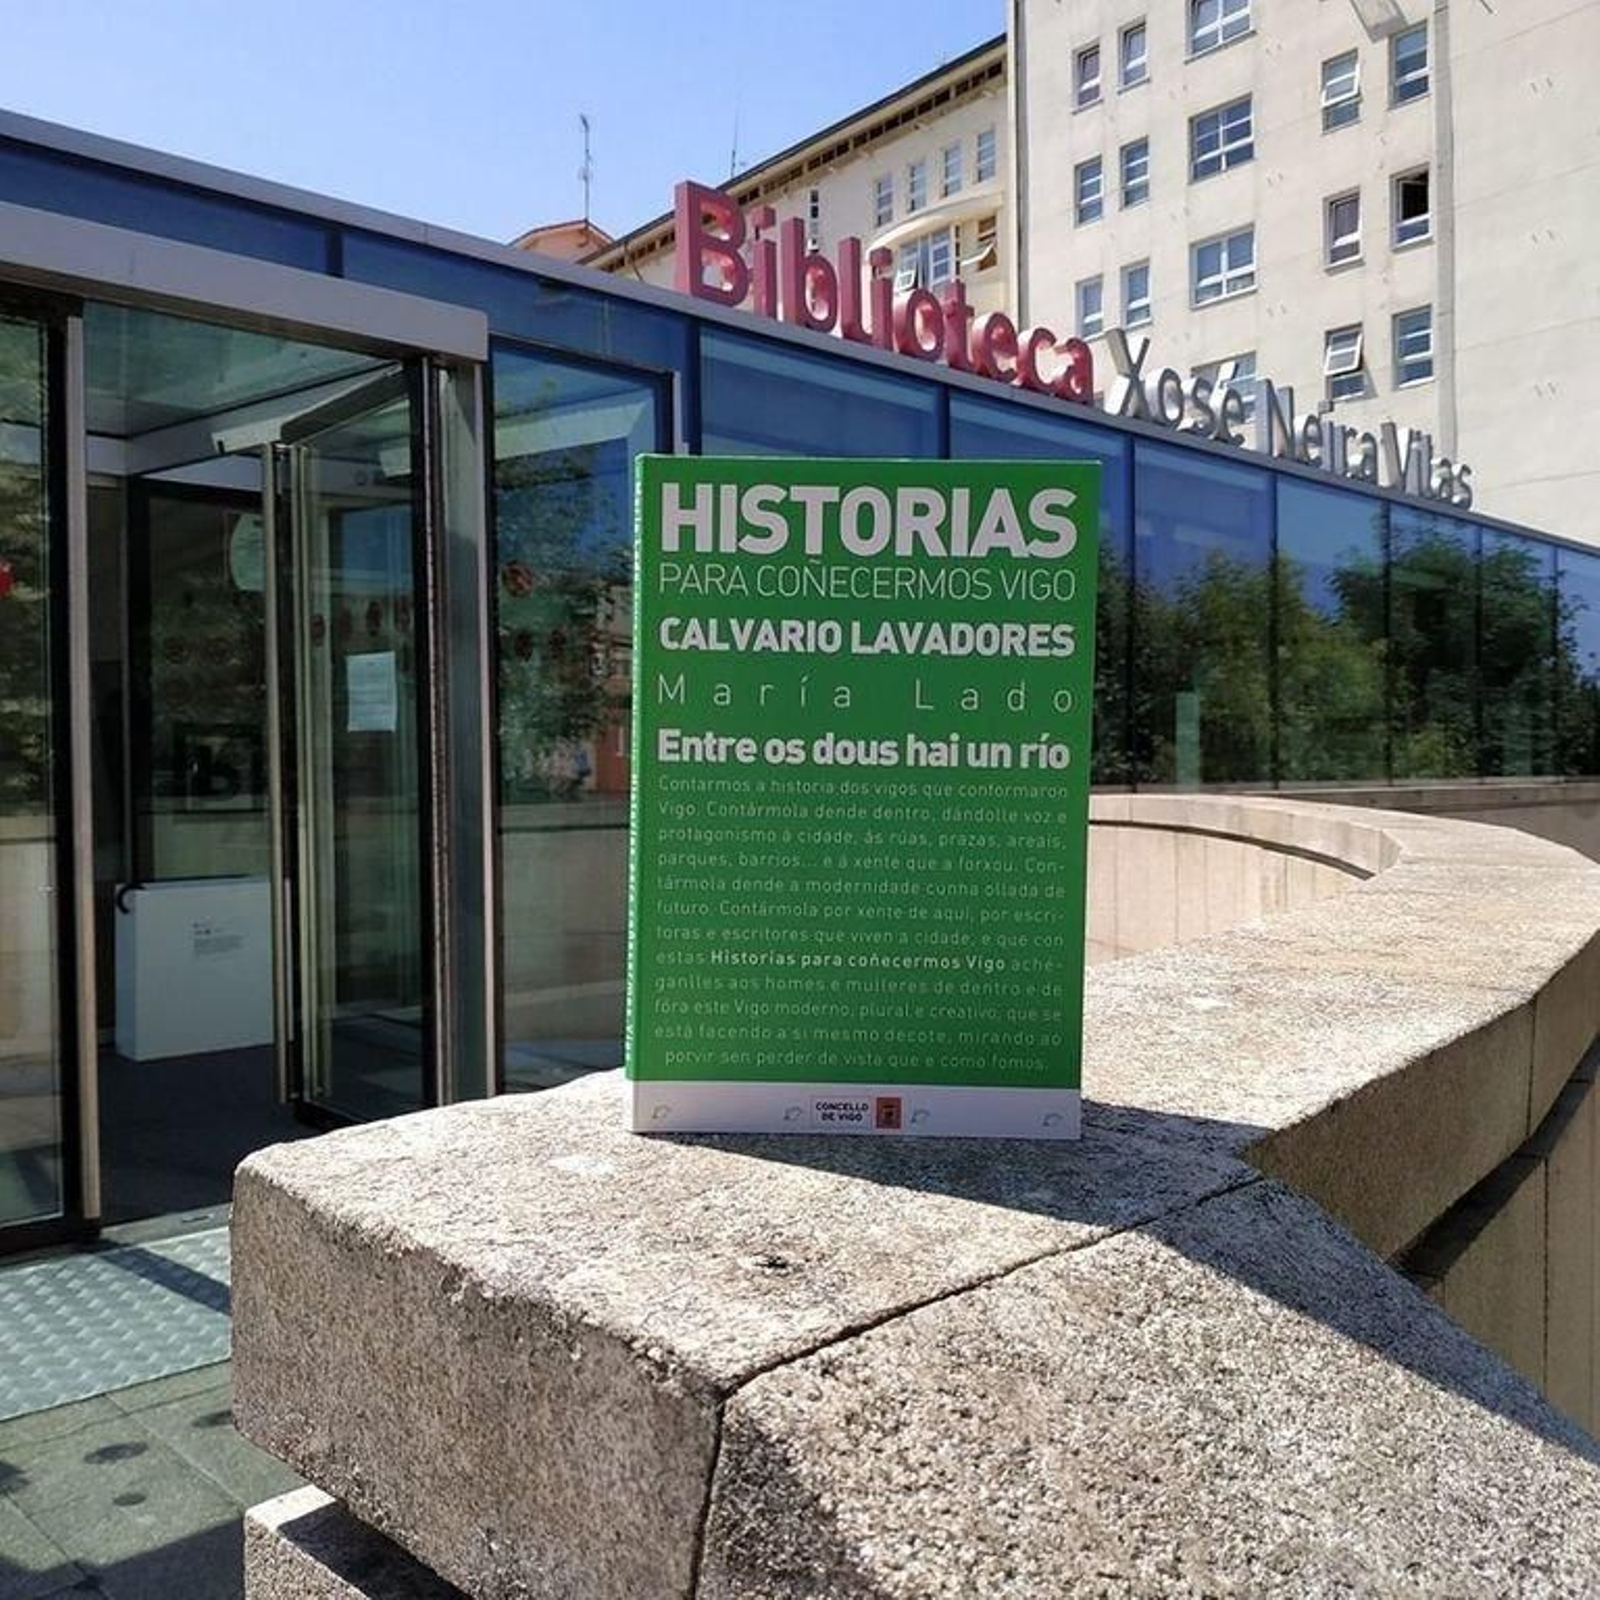 Biblioteca Xosé Neira Vilas
HISTORIAS
PARA COÑECERMOS VIGO
CALVARIO LAVADORES
María Lado
Entre os dous hai un río
Contarmos a historia dos vigos que conformaron
Vigo. Contármola dende dentro, dándolle voz e
protagonismo á cidade, ás rúas, prazas, areais,
parques, barrios... e á xente que a forxou. Con-
tármola dende a modernidade cunha ollada de
futuro. Contármola por xente de aquí, por escri-
toras e escritores que viven a cidade, e que con
estas Historias para coñecermos Vigo aché-
ganlles aos homes e mulleres de dentro e de
fóra este Vigo moderno, plural e creativo, que se
está facendo a si mesmo decote, mirando ao
porvir sen perder de vista que e como fomos.
CONCELLO
DE VIGO